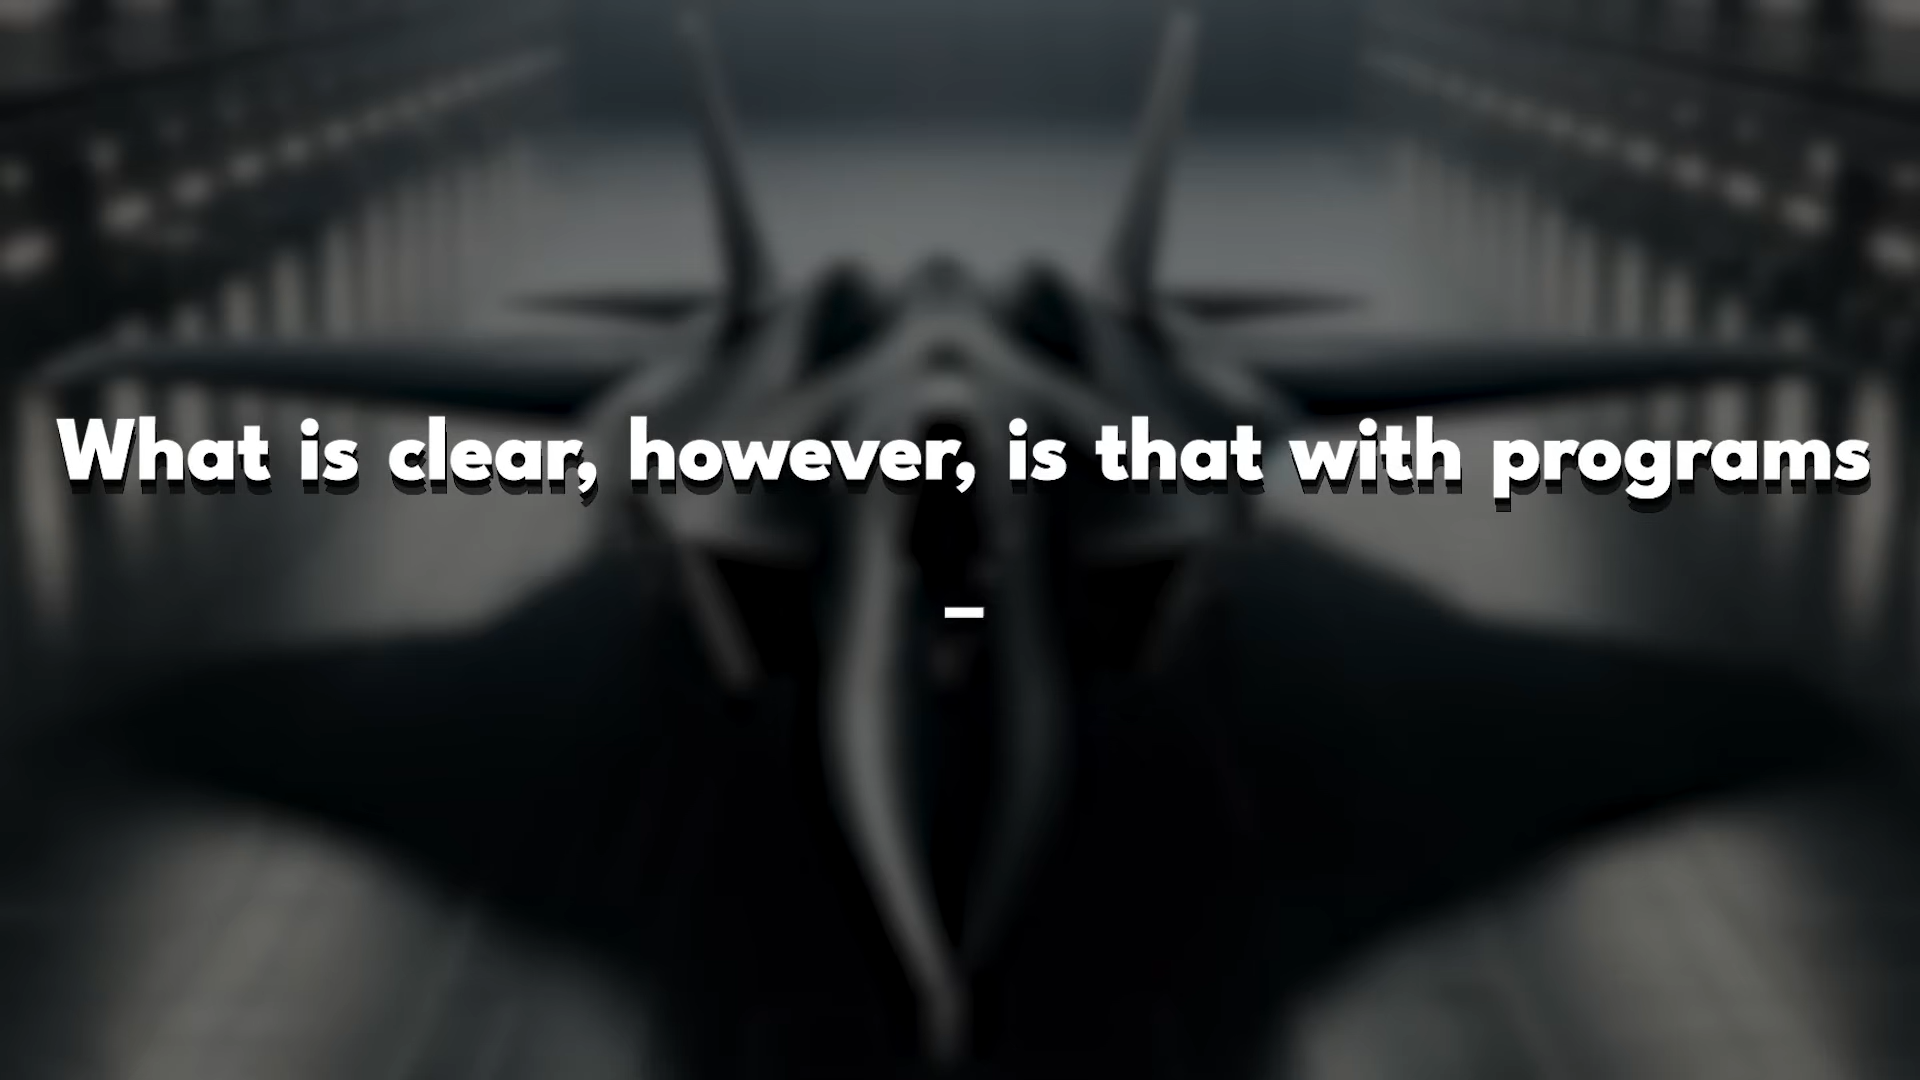 What is clear, however, is that with programs
–